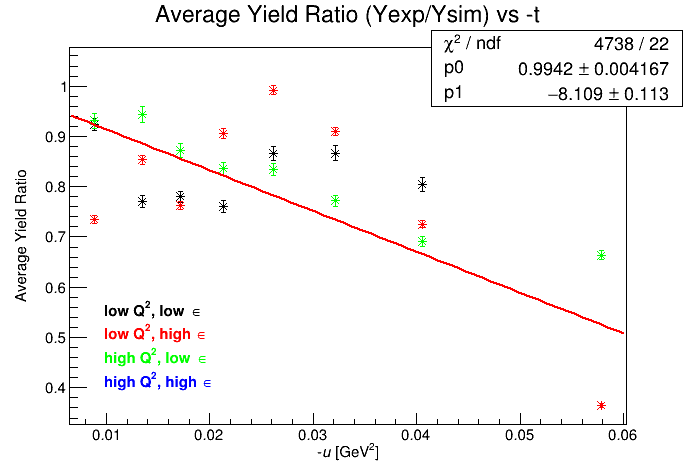 Average Yield Ratio (Yexp/Ysim) vs -t
χ² / ndf 4738 / 22
p0 0.9942 ± 0.004167
p1 −8.109 ± 0.113
1
0.9
0.8
0.7
0.6
0.5
0.4
Average Yield Ratio
low Q², low ∈
low Q², high ∈
high Q², low ∈
high Q², high ∈
0.01 0.02 0.03 0.04 0.05 0.06
-u [GeV²]